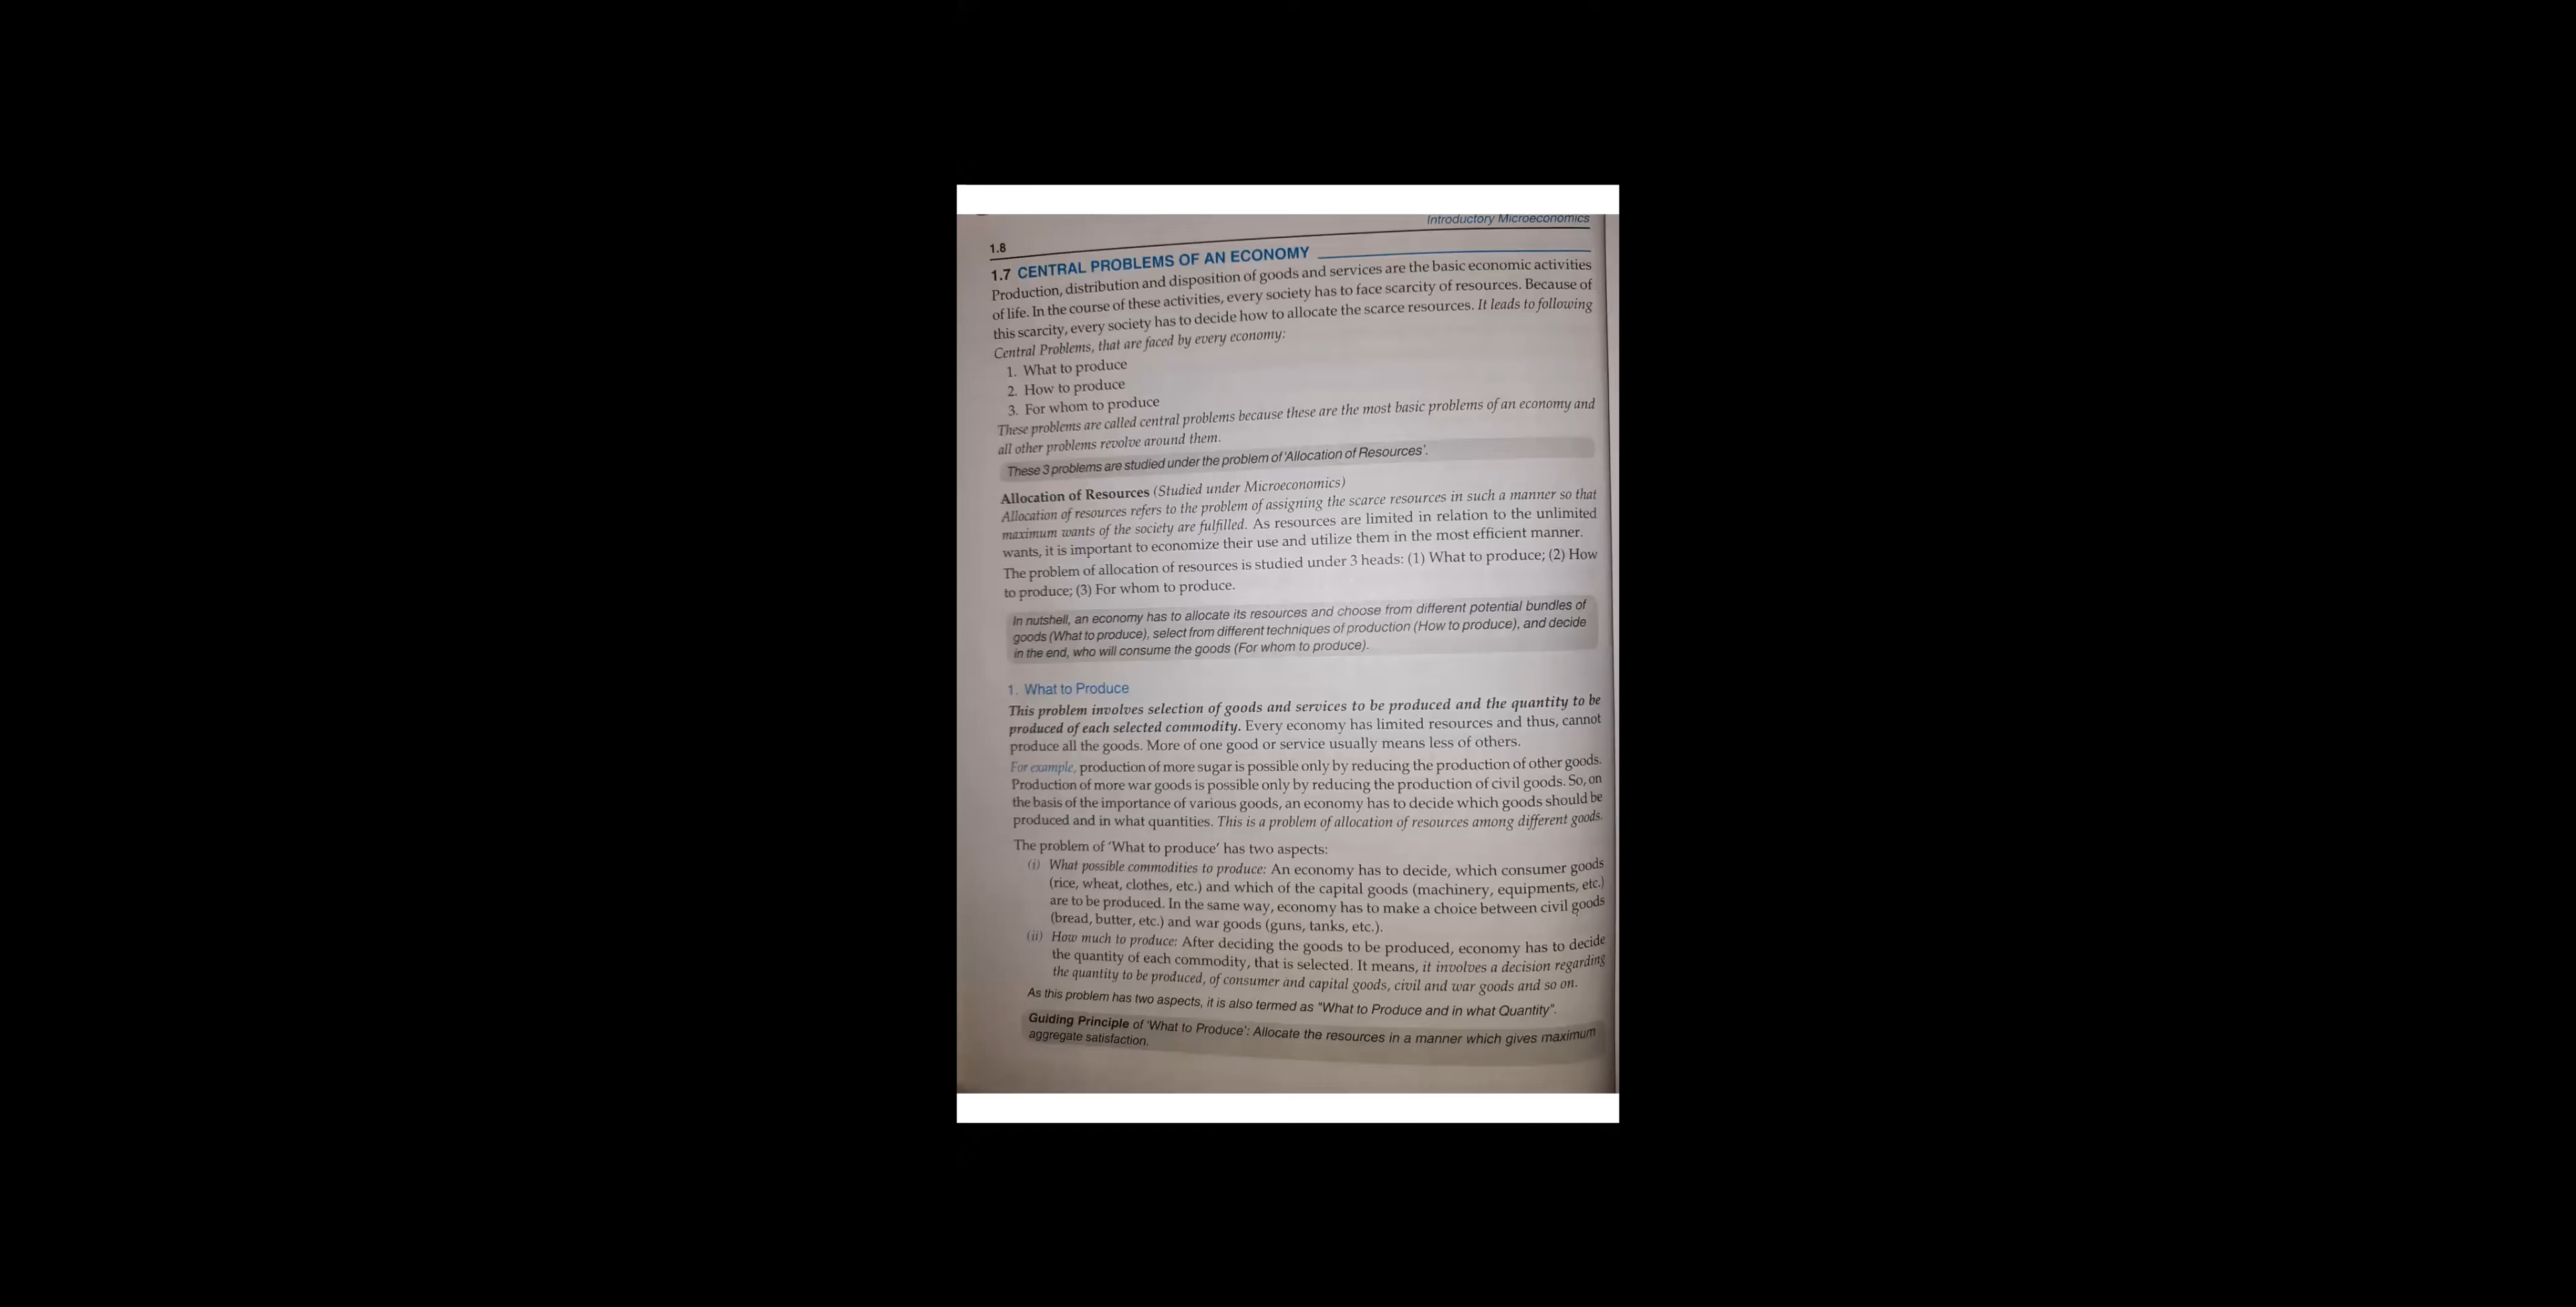 Introductory Microeconomics
1.8
1.7 CENTRAL PROBLEMS OF AN ECONOMY
Production, distribution and disposition of goods and services are the basic economic activities
of life. In the course of these activities, every society has to face scarcity of resources. Because of
this scarcity, every society has to decide how to allocate the scarce resources. It leads to following
Central Problems, that are faced by every economy:
1. What to produce
2. How to produce
3. For whom to produce
These problems are called central problems because these are the most basic problems of an economy and
all other problems revolve around them.
These 3 problems are studied under the problem of 'Allocation of Resources'.
Allocation of Resources (Studied under Microeconomics)
Allocation of resources refers to the problem of assigning the scarce resources in such a manner so that
maximum wants of the society are fulfilled. As resources are limited in relation to the unlimited
wants, it is important to economize their use and utilize them in the most efficient manner.
The problem of allocation of resources is studied under 3 heads: (1) What to produce; (2) How
to produce; (3) For whom to produce.
In nutshell, an economy has to allocate its resources and choose from different potential bundles of
goods (What to produce), select from different techniques of production (How to produce), and decide
in the end, who will consume the goods (For whom to produce).
1. What to Produce
This problem involves selection of goods and services to be produced and the quantity to be
produced of each selected commodity. Every economy has limited resources and thus, cannot
produce all the goods. More of one good or service usually means less of others.
For example, production of more sugar is possible only by reducing the production of other goods.
Production of more war goods is possible only by reducing the production of civil goods. So, on
the basis of the importance of various goods, an economy has to decide which goods should be
produced and in what quantities. This is a problem of allocation of resources among different goods.
The problem of 'What to produce' has two aspects:
(i) What possible commodities to produce: An economy has to decide, which consumer goods
(rice, wheat, clothes, etc.) and which of the capital goods (machinery, equipments, etc.)
are to be produced. In the same way, economy has to make a choice between civil goods
(bread, butter, etc.) and war goods (guns, tanks, etc.).
(ii) How much to produce: After deciding the goods to be produced, economy has to decide
the quantity of each commodity, that is selected. It means, it involves a decision regarding
the quantity to be produced, of consumer and capital goods, civil and war goods and so on.
As this problem has two aspects, it is also termed as "What to Produce and in what Quantity".
Guiding Principle of 'What to Produce': Allocate the resources in a manner which gives maximum
aggregate satisfaction.